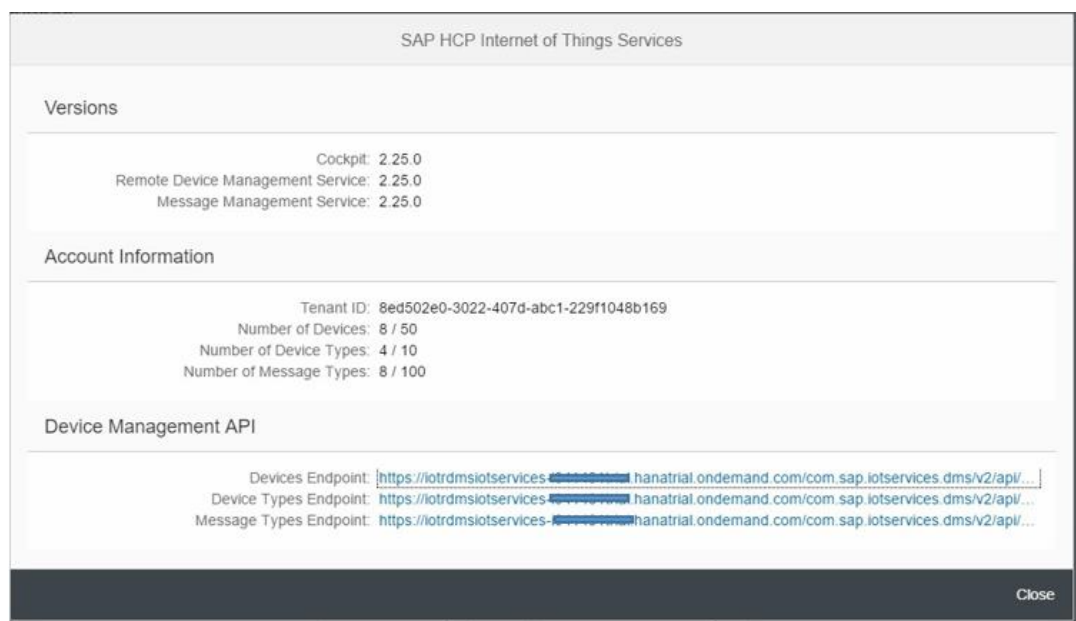 SAP HCP Internet of Things Services
Versions
Cockpit: 2.25.0
Remote Device Management Service: 2.25.0
Message Management Service: 2.25.0
Account Information
Tenant ID: 8ed502e0-3022-407d-abc1-229f1048b169
Number of Devices: 8 / 50
Number of Device Types: 4 / 10
Number of Message Types: 8 / 100
Device Management API
Devices Endpoint: https://iotrdmsiotservices- .hanatrial.ondemand.com/com.sap.iotservices.dms/v2/api/...
Device Types Endpoint: https://iotrdmsiotservices- .hanatrial.ondemand.com/com.sap.iotservices.dms/v2/api/...
Message Types Endpoint: https://iotrdmsiotservices- hanatrial.ondemand.com/com.sap.iotservices.dms/v2/api/...
Close